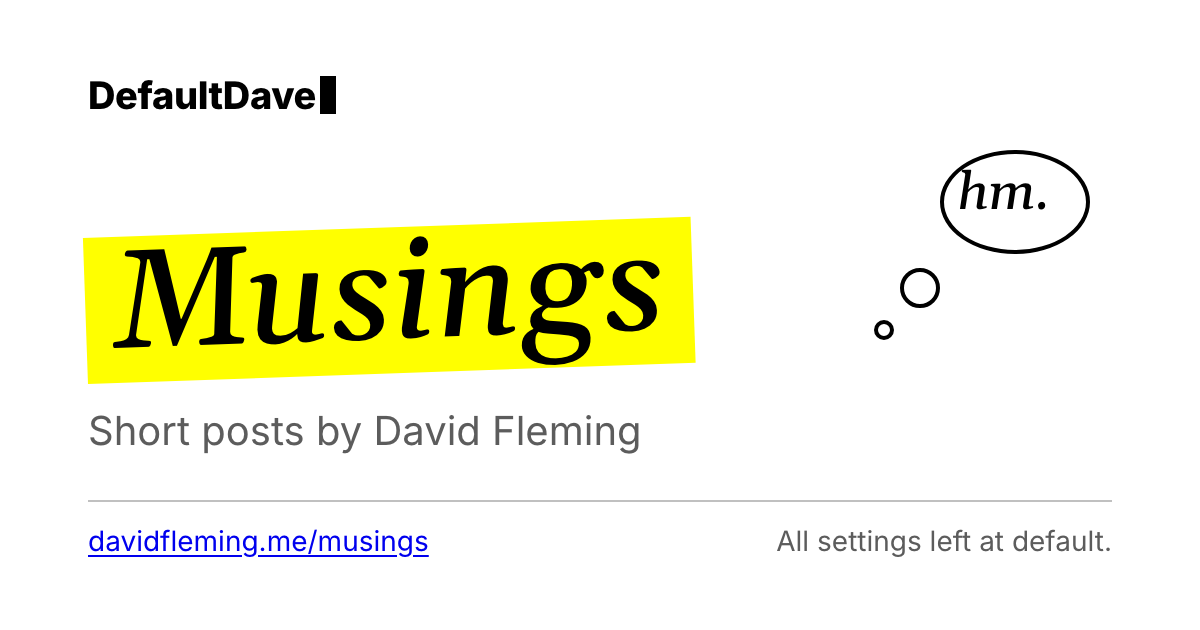 DefaultDave
hm.
Musings
Short posts by David Fleming
davidfleming.me/musings
All settings left at default.